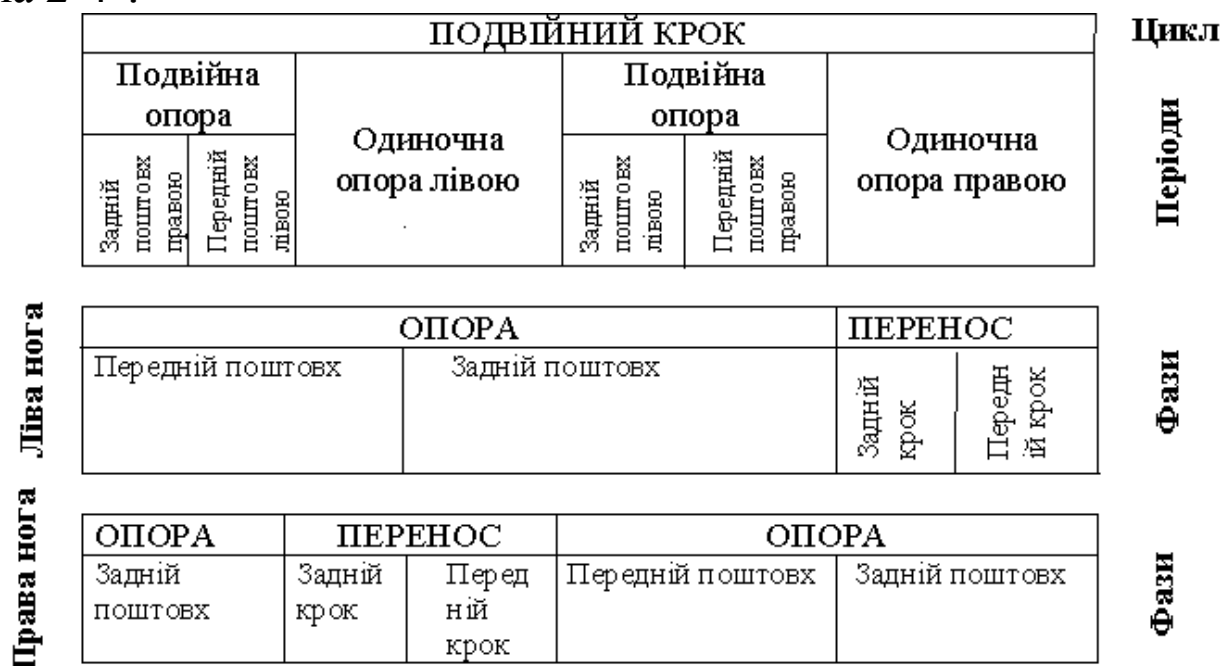 ПОДВІЙНИЙ КРОК
Цикл
Подвійна
опора
Одиночна
опора лівою
Подвійна
опора
Одиночна
опора правою
Періоди
Задній
поштовх
правою
Передній
поштовх
лівою
Задній
поштовх
лівою
Передній
поштовх
правою
Ліва нога
ОПОРА
ПЕРЕНОС
Передній поштовх
Задній поштовх
Задній
крок
Передн
ій крок
Фази
Права нога
ОПОРА
ПЕРЕНОС
ОПОРА
Задній
поштовх
Задній
крок
Перед
ній
крок
Передній поштовх
Задній поштовх
Фази